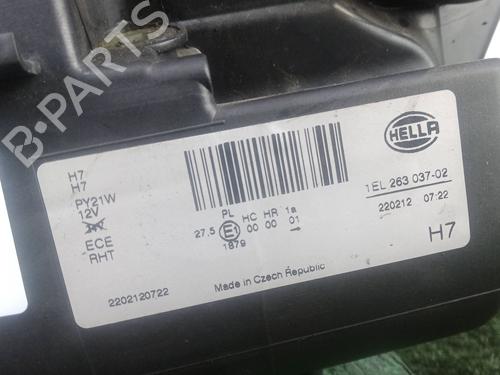 B-PARTS
HELLA
H7
H7
PY21W
12V
ECE
RHT
2202120722
PL HC HR 1a
27.5 E1 00 00 01 →
1879
Made in Czech Republic
1EL 263 037-02
220212 07:22
H7